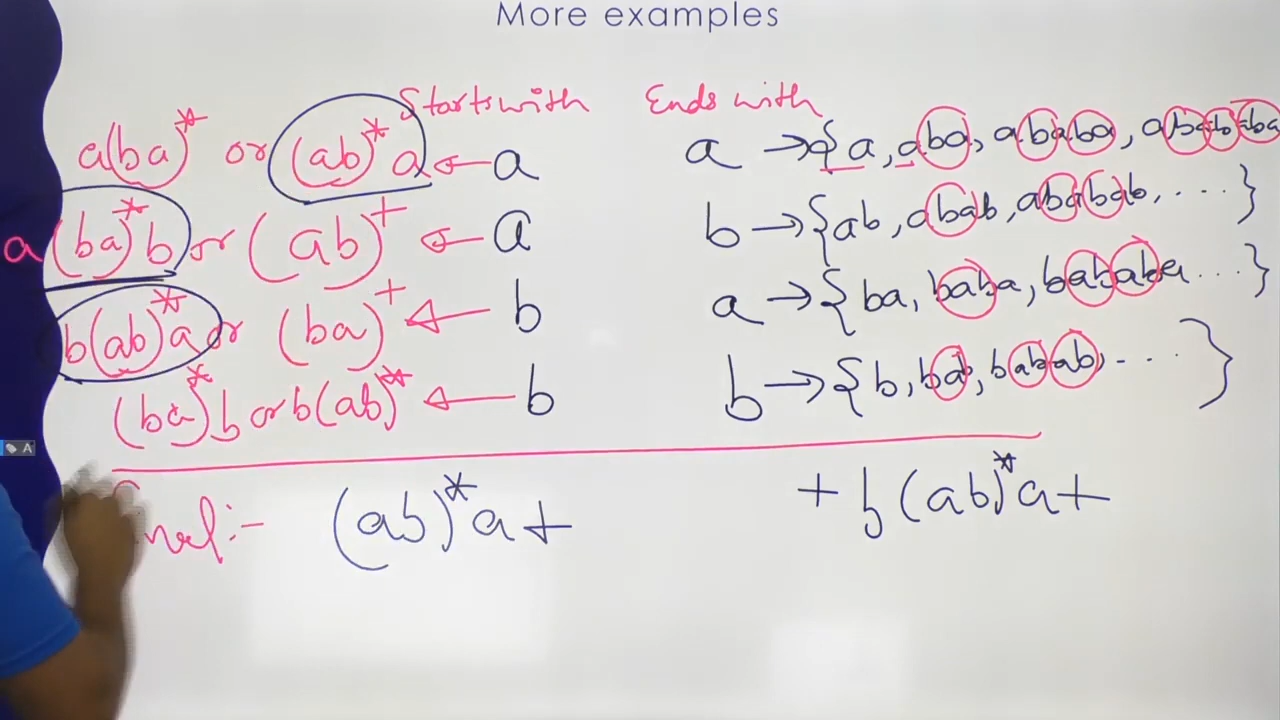 More examples
Starts with Ends with
a(ba)* or (ab)* a ← a a → {a, aba, ababa, abababa
a(ba)* b or (ab)+ ← a b → {ab, abab, ababab, ....}
b(ab)* a or (ba)+ ← b a → {ba, baba, bababa ...}
(ba)* b or b(ab)* ← b b → {b, bab, babab, ....}
:- (ab)* a + + b(ab)* a +
A